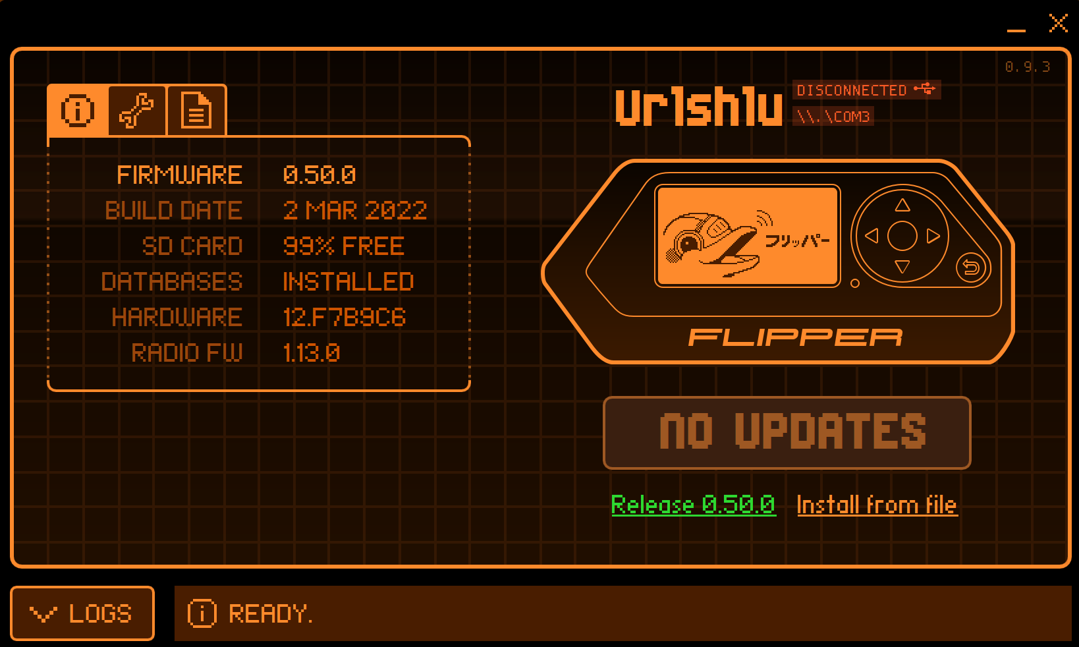 0.9.3
Ur1sh1u
DISCONNECTED
\\.\COM3
FIRMWARE 0.50.0
BUILD DATE 2 MAR 2022
SD CARD 99% FREE
DATABASES INSTALLED
HARDWARE 12.F7B9C6
RADIO FW 1.13.0
フリッパー
FLIPPER
NO UPDATES
Release 0.50.0 Install from file
LOGS
READY.